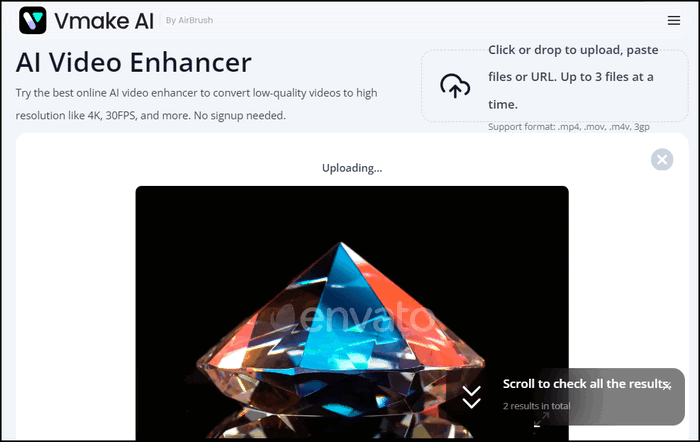 Vmake AI
By AirBrush
AI Video Enhancer
Try the best online AI video enhancer to convert low-quality videos to high
resolution like 4K, 30FPS, and more. No signup needed.
Click or drop to upload, paste
files or URL. Up to 3 files at a
time.
Support format: .mp4, .mov, .m4v, 3gp
Uploading...
envato
Scroll to check all the results.
2 results in total